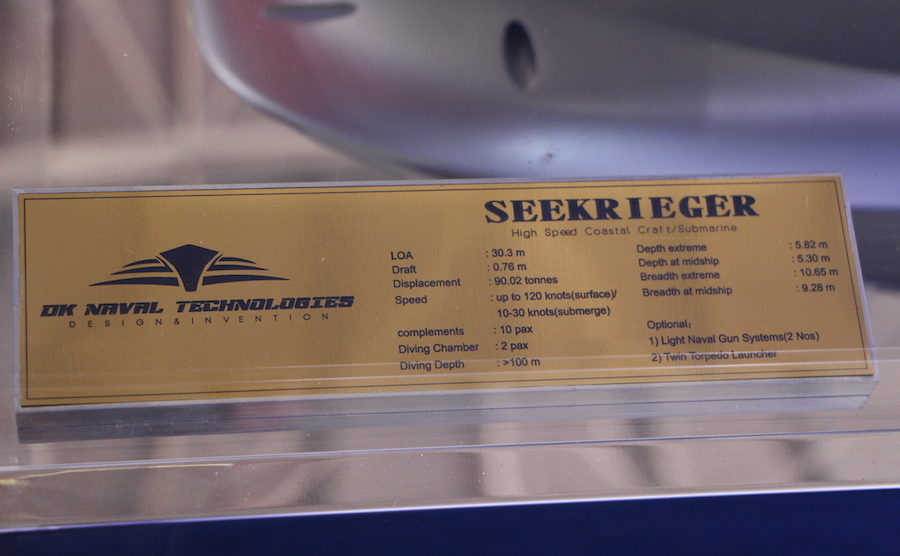 DK NAVAL TECHNOLOGIES
DESIGN&INVENTION
SEEKRIEGER
High Speed Coastal Craft/Submarine
LOA : 30.3 m
Draft : 0.76 m
Displacement : 90.02 tonnes
Speed : up to 120 knots(surface)/
10-30 knots(submerge)
complements : 10 pax
Diving Chamber : 2 pax
Diving Depth : >100 m
Depth extreme : 5.82 m
Depth at midship : 5.30 m
Breadth extreme : 10.65 m
Breadth at midship : 9.28 m
Optional:
1) Light Naval Gun Systems(2 Nos)
2) Twin Torpedo Launcher